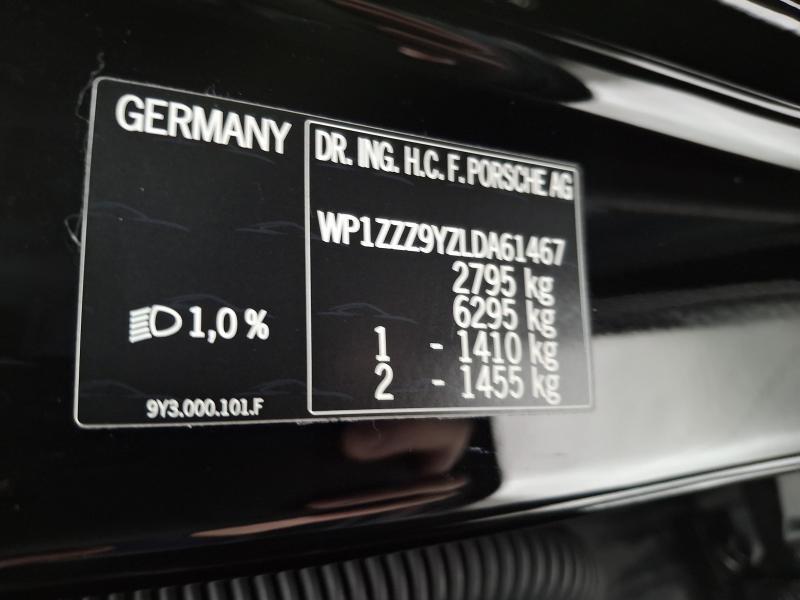 GERMANY
DR. ING. H.C. F. PORSCHE AG
WP1ZZZ9YZLDA61467
2795 kg
6295 kg
1 - 1410 kg
2 - 1455 kg
1,0 %
9Y3.000.101.F